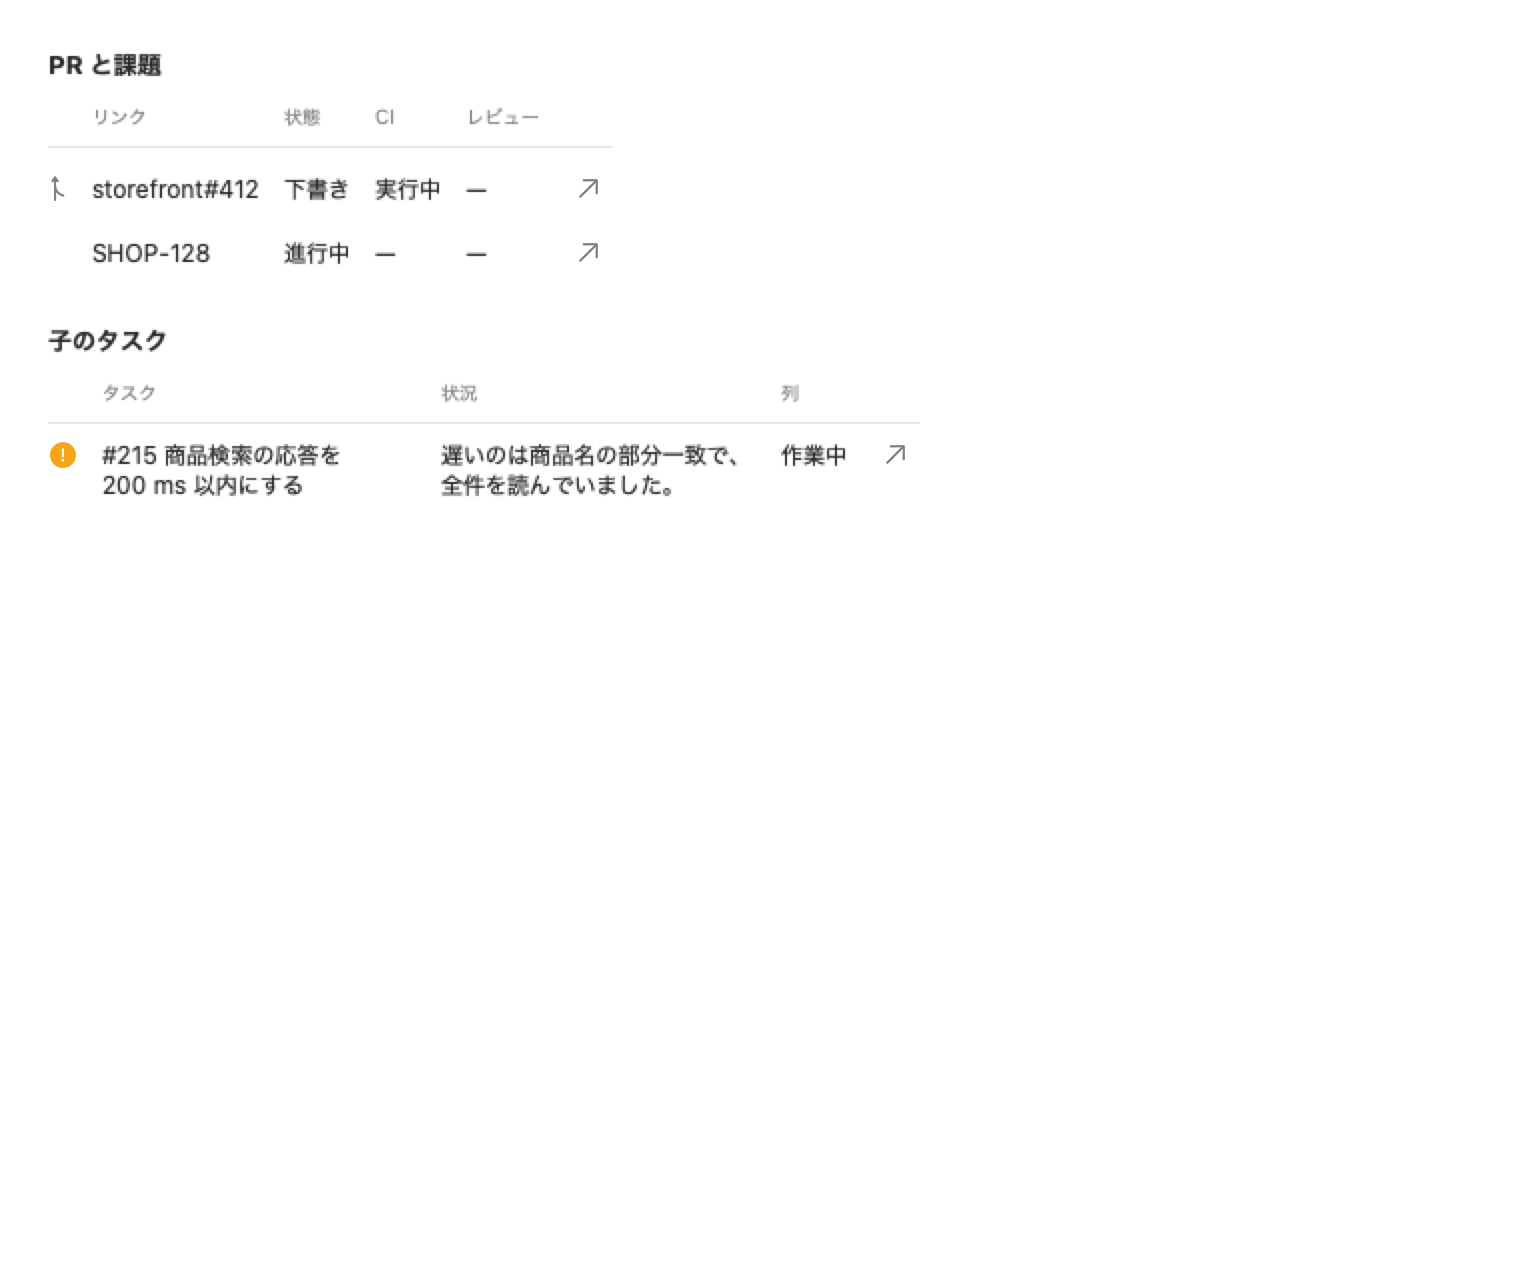 PR と課題
リンク 状態 CI レビュー
storefront#412 下書き 実行中 —
SHOP-128 進行中 — —
子のタスク
タスク 状況 列
#215 商品検索の応答を 遅いのは商品名の部分一致で、 作業中
200 ms 以内にする 全件を読んでいました。